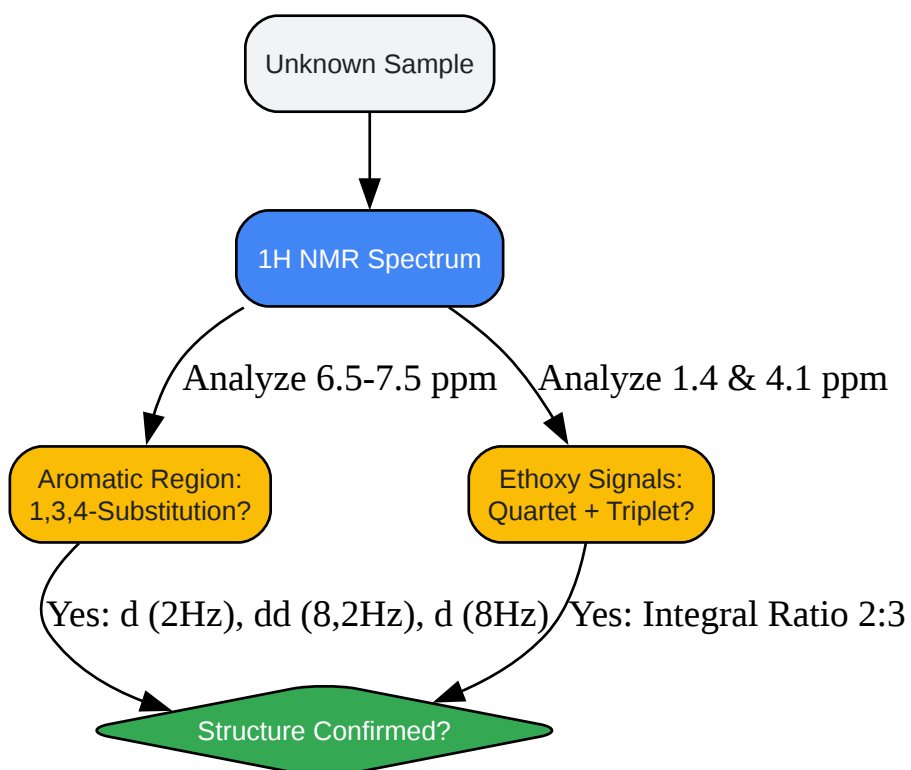 Unknown Sample
1H NMR Spectrum
Analyze 6.5-7.5 ppm
Analyze 1.4 & 4.1 ppm
Aromatic Region:
1,3,4-Substitution?
Ethoxy Signals:
Quartet + Triplet?
Yes: d (2Hz), dd (8,2Hz), d (8Hz)
Yes: Integral Ratio 2:3
Structure Confirmed?